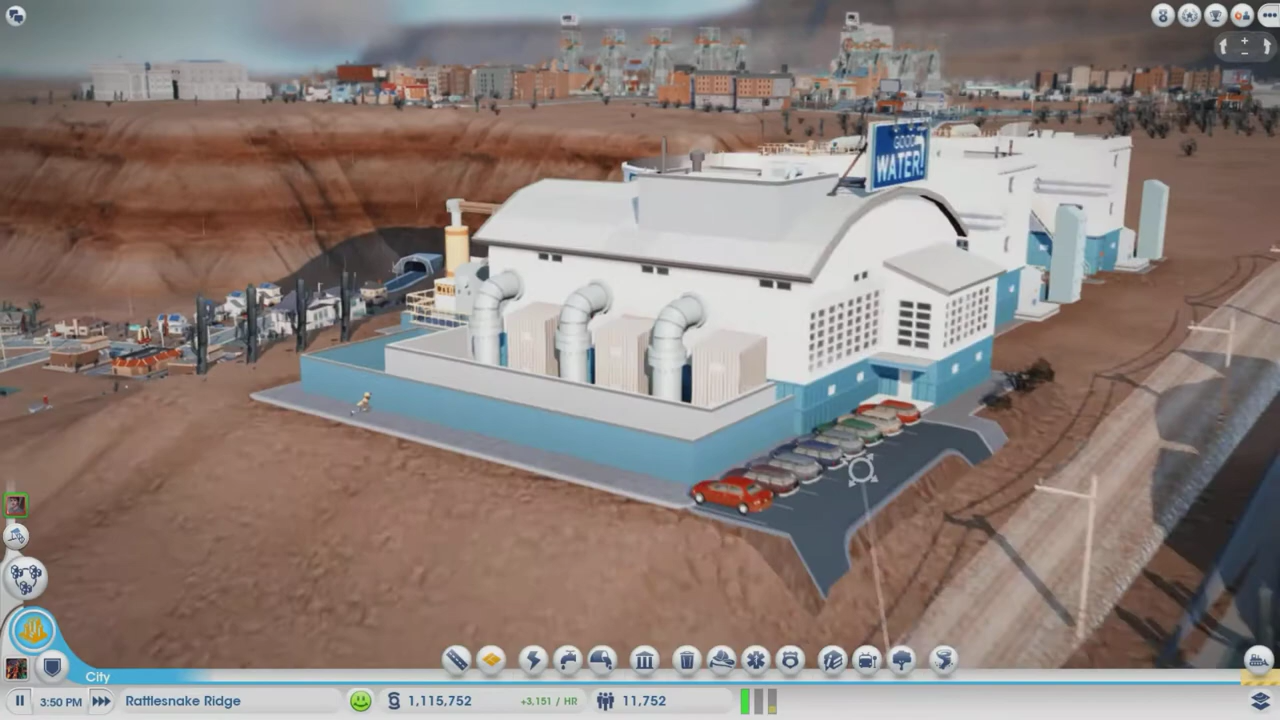 GOOD
WATER!
City
3:50 PM
Rattlesnake Ridge
1,115,752
+3,151 / HR
11,752